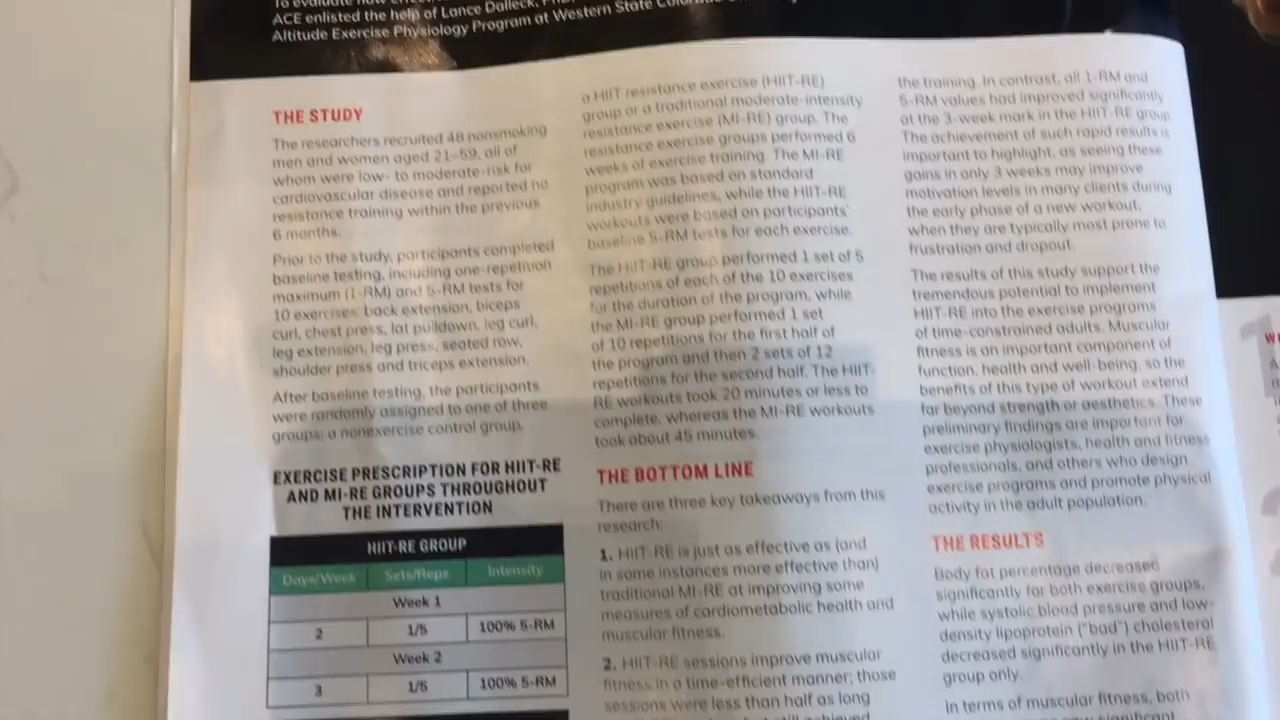 ACE enlisted the help of Lance Dalleck, 
Altitude Exercise Physiology Program at Western State
THE STUDY
The researchers recruited 48 nonsmoking
men and women aged 21–59, all of
whom were low- to moderate-risk for
cardiovascular disease and reported no
resistance training within the previous
6 months.
Prior to the study, participants completed
baseline testing, including one-repetition
maximum (1-RM) and 5-RM tests for
10 exercises: back extension, biceps
curl, chest press, lat pulldown, leg curl,
leg extension, leg press, seated row,
shoulder press and triceps extension.
After baseline testing, the participants
were randomly assigned to one of three
groups: a nonexercise control group,
EXERCISE PRESCRIPTION FOR HIIT-RE
AND MI-RE GROUPS THROUGHOUT
THE INTERVENTION
HIIT-RE GROUP
Days/Week Sets/Reps Intensity
Week 1
2 1/5 100% 5-RM
Week 2
3 1/5 100% 5-RM
a HIIT resistance exercise (HIIT-RE)
group or a traditional moderate-intensity
resistance exercise (MI-RE) group. The
resistance exercise groups performed 6
weeks of exercise training. The MI-RE
program was based on standard
industry guidelines, while the HIIT-RE
workouts were based on participants'
baseline 5-RM tests for each exercise.
The HIIT-RE group performed 1 set of 5
repetitions of each of the 10 exercises
for the duration of the program, while
the MI-RE group performed 1 set
of 10 repetitions for the first half of
the program and then 2 sets of 12
repetitions for the second half. The HIIT-
RE workouts took 20 minutes or less to
complete, whereas the MI-RE workouts
took about 45 minutes.
THE BOTTOM LINE
There are three key takeaways from this
research:
1. HIIT-RE is just as effective as (and
in some instances more effective than)
traditional MI-RE at improving some
measures of cardiometabolic health and
muscular fitness.
2. HIIT-RE sessions improve muscular
fitness in a time-efficient manner; those
sessions were less than half as long
but still achieved
the training. In contrast, all 1-RM and
5-RM values had improved significantly
at the 3-week mark in the HIIT-RE group.
The achievement of such rapid results is
important to highlight, as seeing these
gains in only 3 weeks may improve
motivation levels in many clients during
the early phase of a new workout,
when they are typically most prone to
frustration and dropout.
The results of this study support the
tremendous potential to implement
HIIT-RE into the exercise programs
of time-constrained adults. Muscular
fitness is an important component of
function, health and well-being, so the
benefits of this type of workout extend
far beyond strength or aesthetics. These
preliminary findings are important for
exercise physiologists, health and fitness
professionals, and others who design
exercise programs and promote physical
activity in the adult population.
THE RESULTS
Body fat percentage decreased
significantly for both exercise groups,
while systolic blood pressure and low-
density lipoprotein ("bad") cholesterol
decreased significantly in the HIIT-RE
group only.
In terms of muscular fitness, both
significant